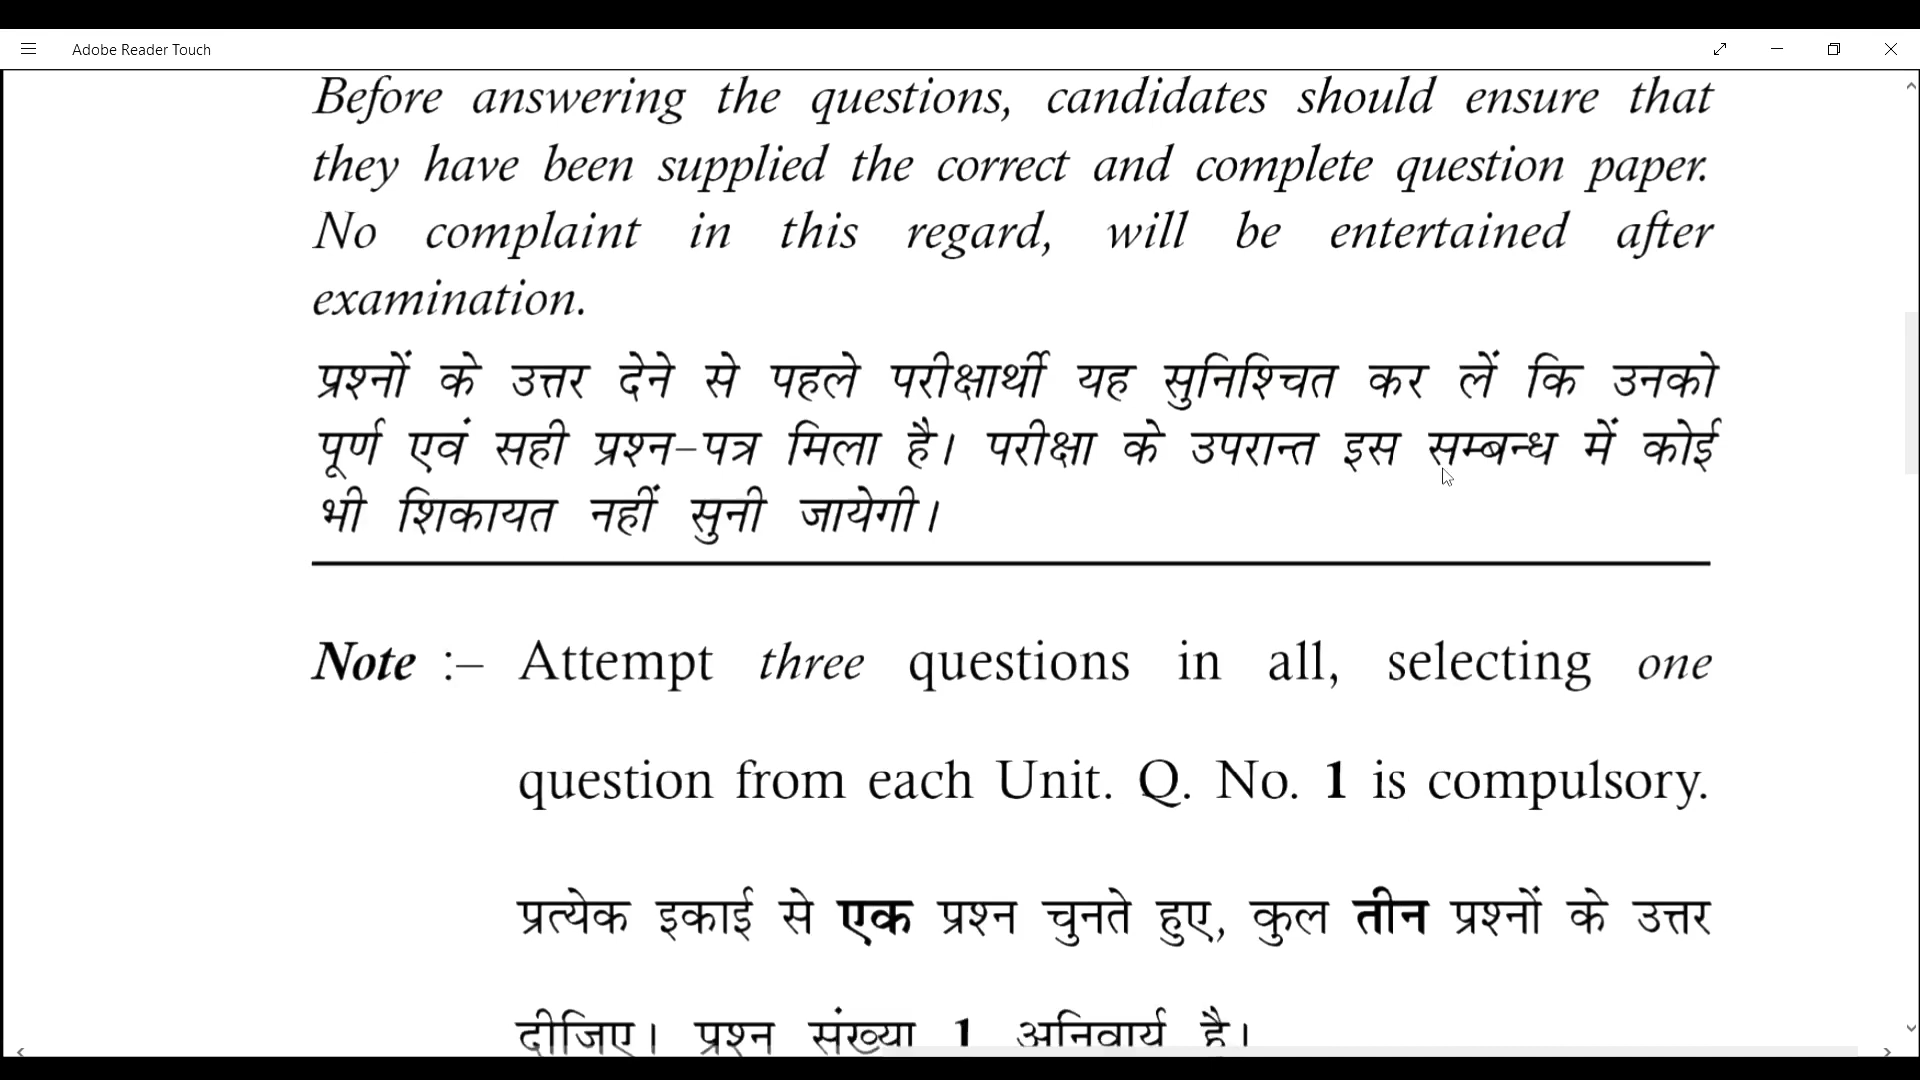 Adobe Reader Touch
Before answering the questions, candidates should ensure that
they have been supplied the correct and complete question paper.
No complaint in this regard, will be entertained after
examination.
प्रश्नों के उत्तर देने से पहले परीक्षार्थी यह सुनिश्चित कर लें कि उनको
पूर्ण एवं सही प्रश्न-पत्र मिला है। परीक्षा के उपरान्त इस सम्बन्ध में कोई
भी शिकायत नहीं सुनी जायेगी।
Note :– Attempt three questions in all, selecting one
question from each Unit. Q. No. 1 is compulsory.
प्रत्येक इकाई से एक प्रश्न चुनते हुए, कुल तीन प्रश्नों के उत्तर
दीजिए। प्रश्न संख्या 1 अनिवार्य है।